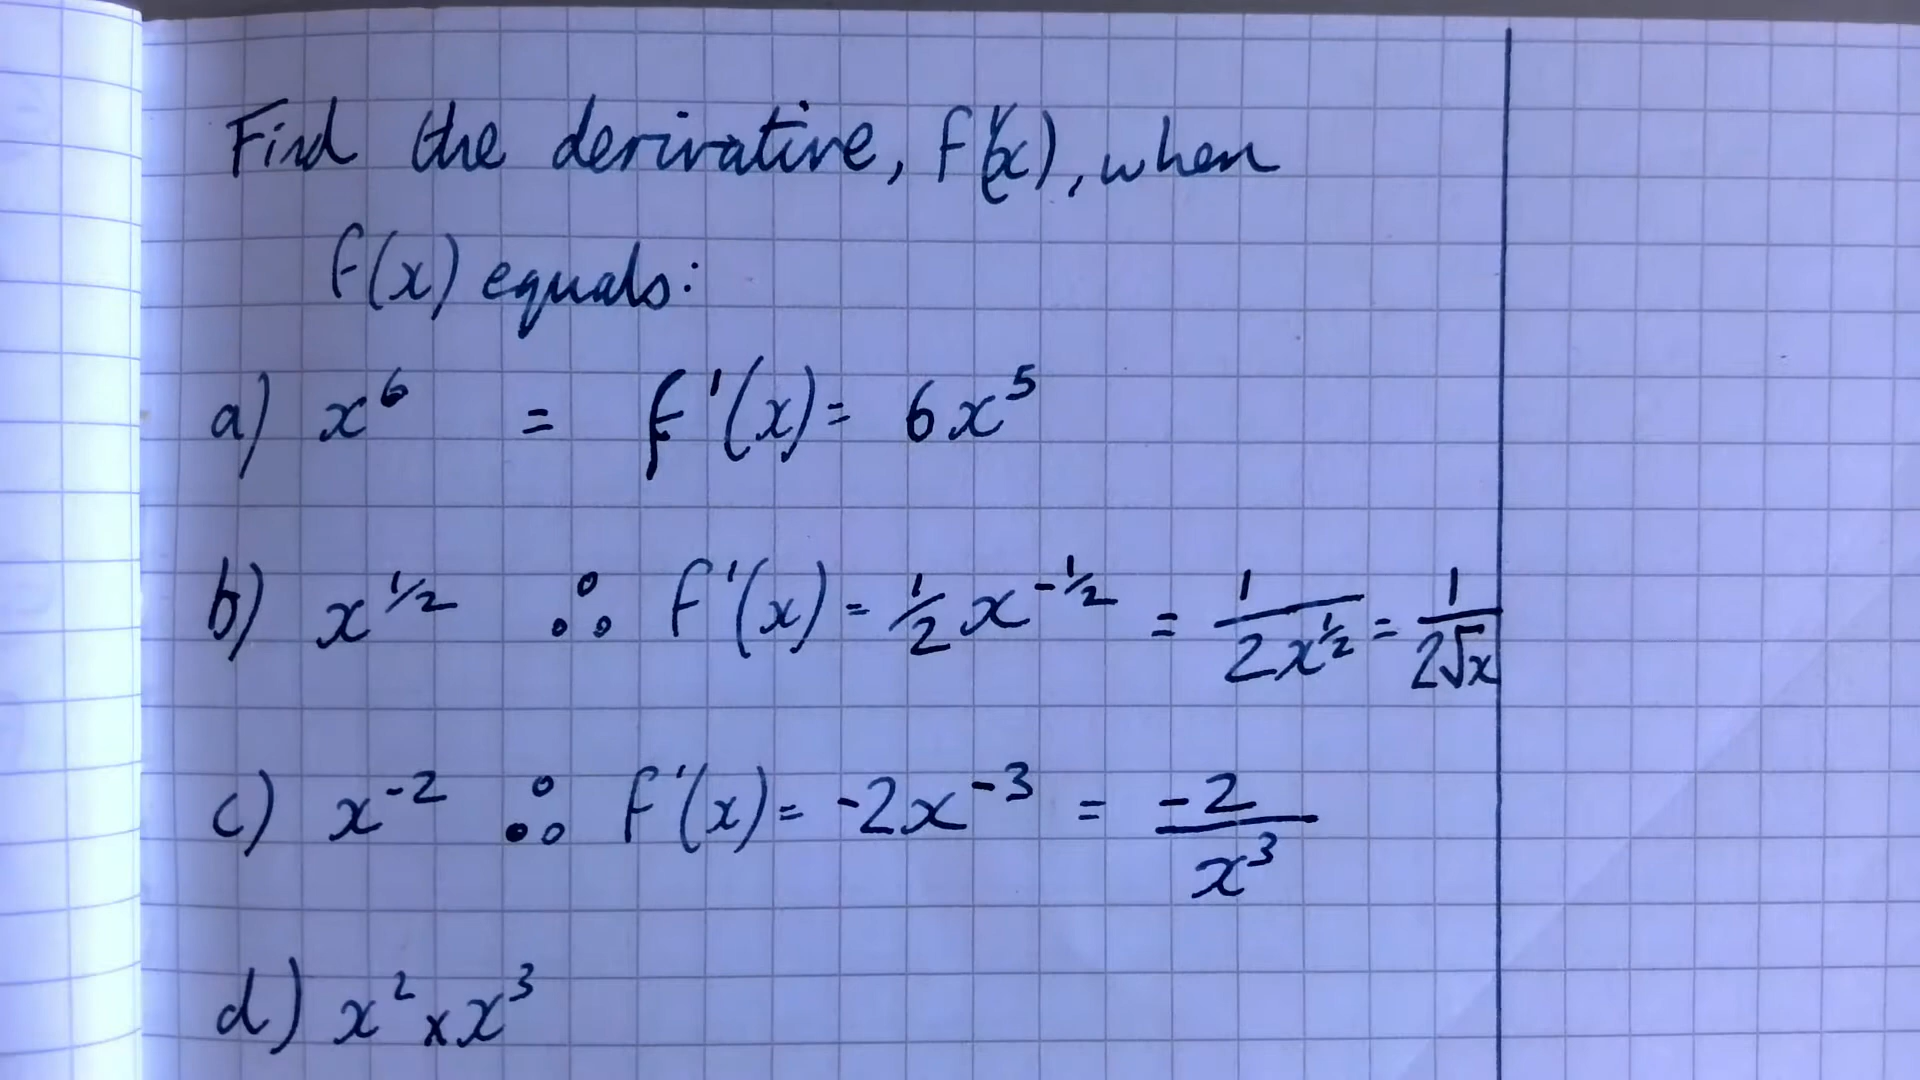 Find the derivative, f'(x), when
f(x) equals:
a) x⁶ = f'(x) = 6x⁵
b) x^½ ∴ f'(x) = ½x^-½ = 1/(2x^½) = 1/(2√x)
c) x⁻² ∴ f'(x) = -2x⁻³ = -2/x³
d) x² × x³